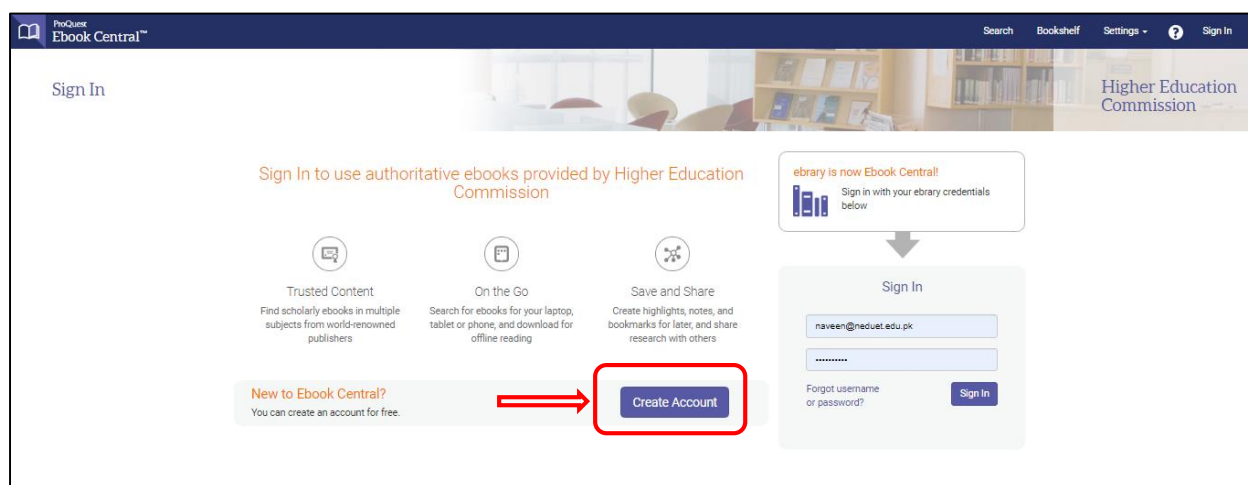 ProQuest
Ebook Central™
Search Bookshelf Settings ? Sign In
Sign In
Higher Education
Commission
Sign In to use authoritative ebooks provided by Higher Education
Commission
Trusted Content
Find scholarly ebooks in multiple
subjects from world-renowned
publishers
On the Go
Search for ebooks for your laptop,
tablet or phone, and download for
offline reading
Save and Share
Create highlights, notes, and
bookmarks for later, and share
research with others
New to Ebook Central?
You can create an account for free.
Create Account
ebrary is now Ebook Central!
Sign in with your ebrary credentials
below
Sign In
naveen@neduet.edu.pk
••••••••••
Forgot username
or password?
Sign In